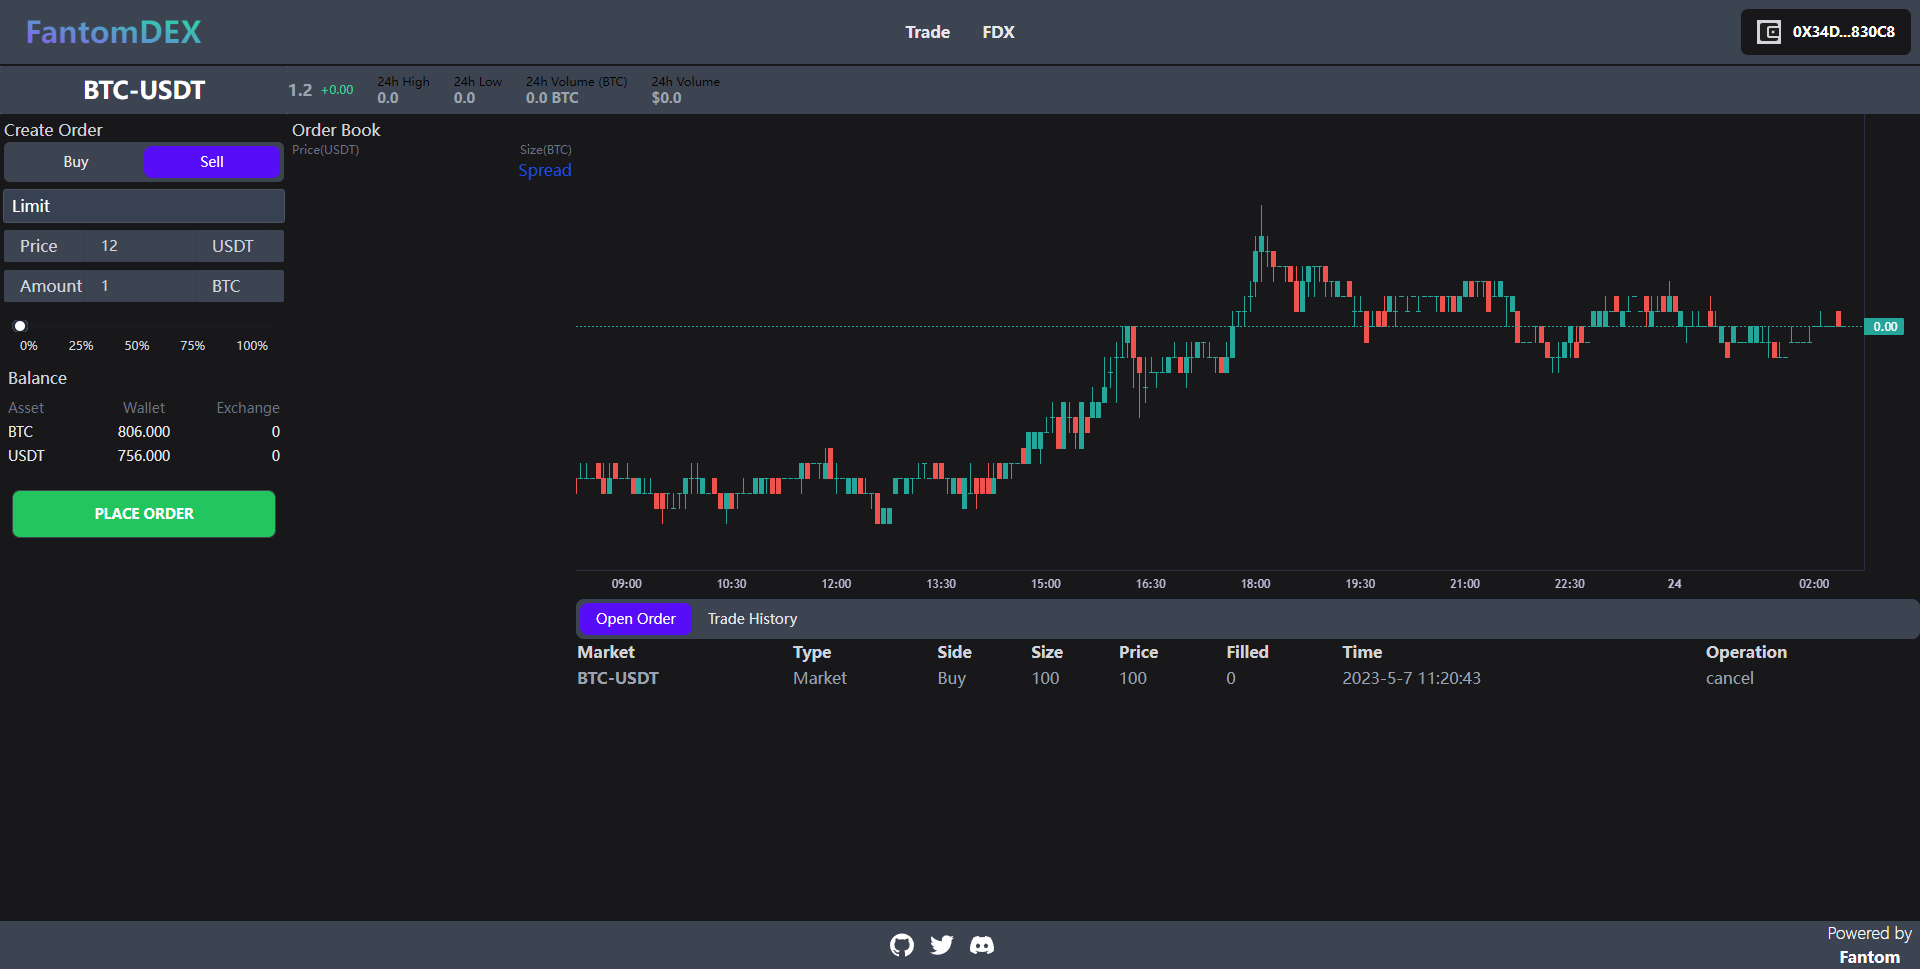 FantomDEX Trade FDX 0X34D...830C8
BTC-USDT 1.2 +0.00 24h High 24h Low 24h Volume (BTC) 24h Volume
0.0 0.0 0.0 BTC $0.0
Create Order
Buy Sell
Limit
Price 12 USDT
Amount 1 BTC
0% 25% 50% 75% 100%
Balance
Asset Wallet Exchange
BTC 806.000 0
USDT 756.000 0
PLACE ORDER
Order Book
Price(USDT) Size(BTC)
Spread
0.00
09:00 10:30 12:00 13:30 15:00 16:30 18:00 19:30 21:00 22:30 24 02:00
Open Order Trade History
Market Type Side Size Price Filled Time Operation
BTC-USDT Market Buy 100 100 0 2023-5-7 11:20:43 cancel
Powered by
Fantom